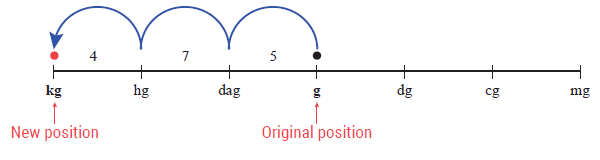 4 7 5
kg hg dag g dg cg mg
New position Original position